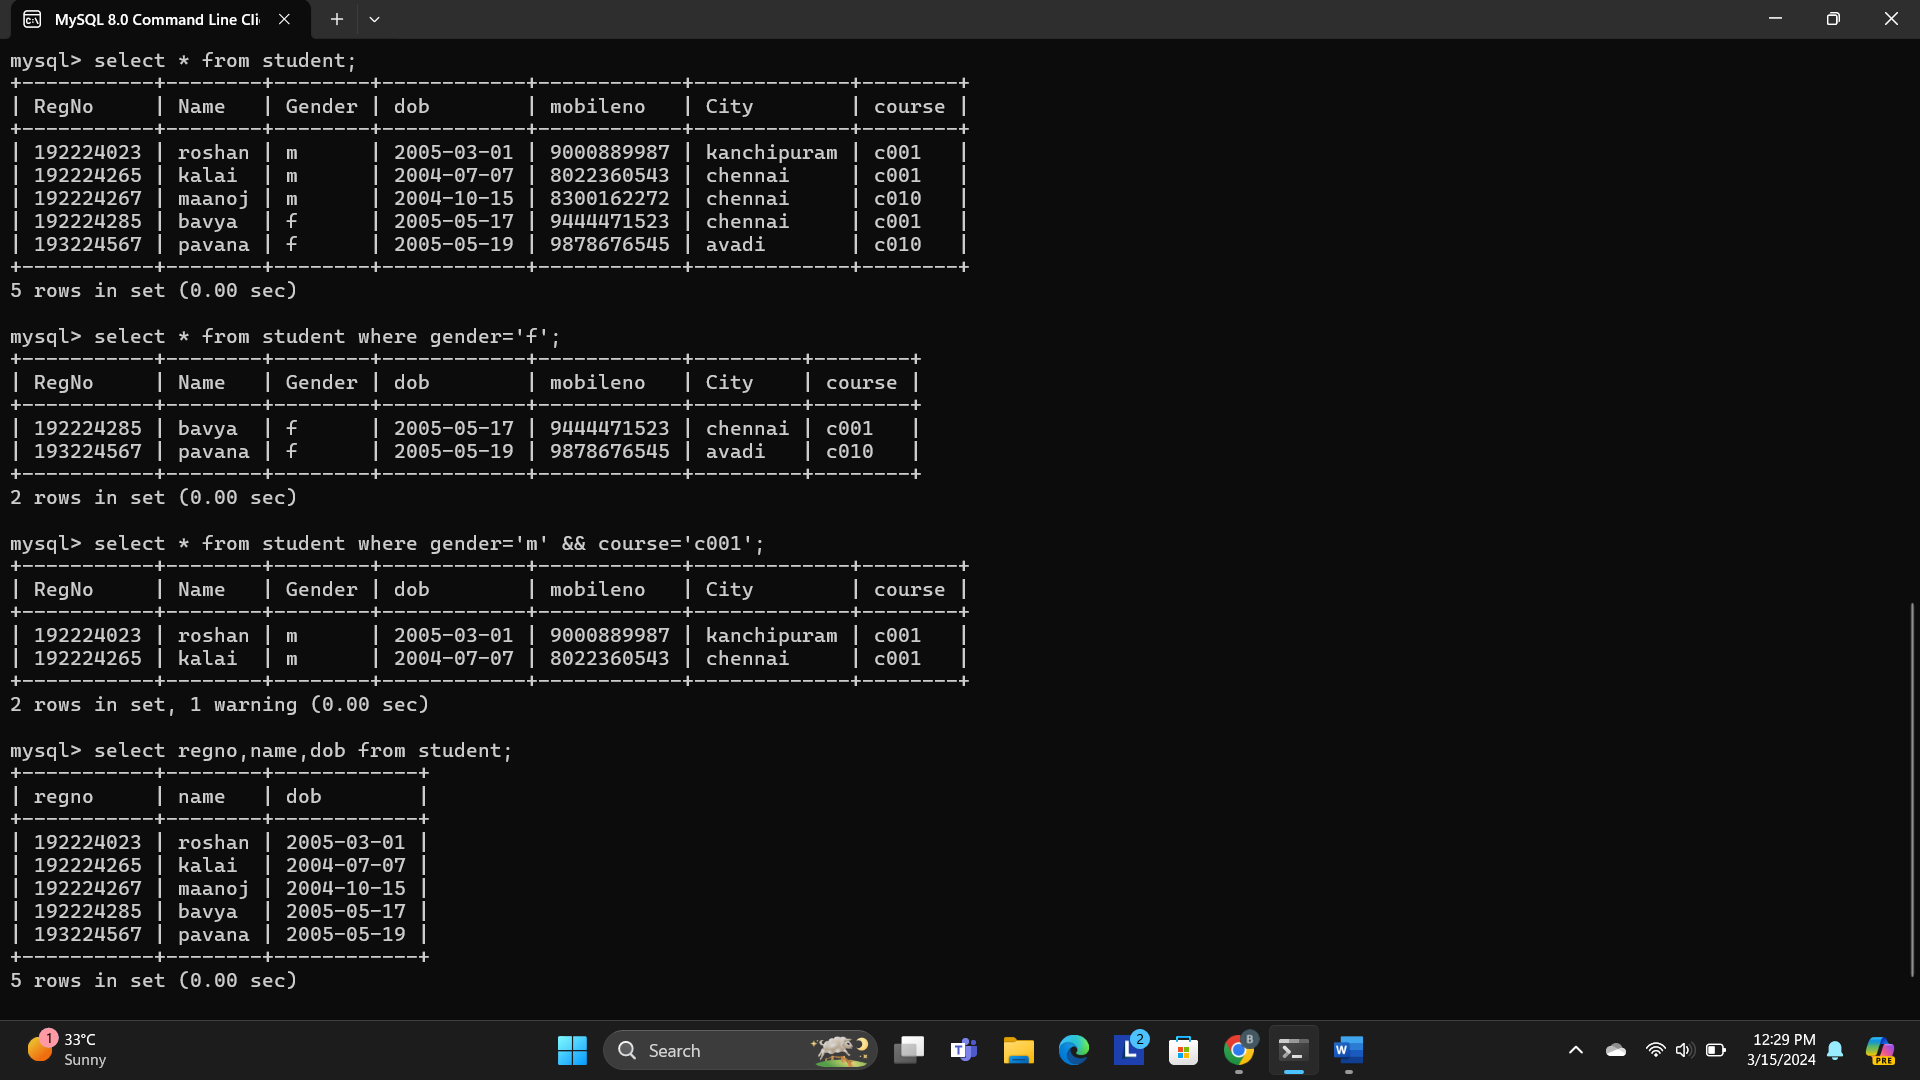 MySQL 8.0 Command Line Cli
mysql> select * from student;
+-----------+--------+--------+------------+------------+-------------+--------+
| RegNo     | Name   | Gender | dob        | mobileno   | City        | course |
+-----------+--------+--------+------------+------------+-------------+--------+
| 192224023 | roshan | m      | 2005-03-01 | 9000889987 | kanchipuram | c001   |
| 192224265 | kalai  | m      | 2004-07-07 | 8022360543 | chennai     | c001   |
| 192224267 | maanoj | m      | 2004-10-15 | 8300162272 | chennai     | c010   |
| 192224285 | bavya  | f      | 2005-05-17 | 9444471523 | chennai     | c001   |
| 193224567 | pavana | f      | 2005-05-19 | 9878676545 | avadi       | c010   |
+-----------+--------+--------+------------+------------+-------------+--------+
5 rows in set (0.00 sec)
mysql> select * from student where gender='f';
+-----------+--------+--------+------------+------------+---------+--------+
| RegNo     | Name   | Gender | dob        | mobileno   | City    | course |
+-----------+--------+--------+------------+------------+---------+--------+
| 192224285 | bavya  | f      | 2005-05-17 | 9444471523 | chennai | c001   |
| 193224567 | pavana | f      | 2005-05-19 | 9878676545 | avadi   | c010   |
+-----------+--------+--------+------------+------------+---------+--------+
2 rows in set (0.00 sec)
mysql> select * from student where gender='m' && course='c001';
+-----------+--------+--------+------------+------------+-------------+--------+
| RegNo     | Name   | Gender | dob        | mobileno   | City        | course |
+-----------+--------+--------+------------+------------+-------------+--------+
| 192224023 | roshan | m      | 2005-03-01 | 9000889987 | kanchipuram | c001   |
| 192224265 | kalai  | m      | 2004-07-07 | 8022360543 | chennai     | c001   |
+-----------+--------+--------+------------+------------+-------------+--------+
2 rows in set, 1 warning (0.00 sec)
mysql> select regno,name,dob from student;
+-----------+--------+------------+
| regno     | name   | dob        |
+-----------+--------+------------+
| 192224023 | roshan | 2005-03-01 |
| 192224265 | kalai  | 2004-07-07 |
| 192224267 | maanoj | 2004-10-15 |
| 192224285 | bavya  | 2005-05-17 |
| 193224567 | pavana | 2005-05-19 |
+-----------+--------+------------+
5 rows in set (0.00 sec)
1
33°C
Sunny
Search
T
L
2
B
W
12:29 PM
3/15/2024
PRE